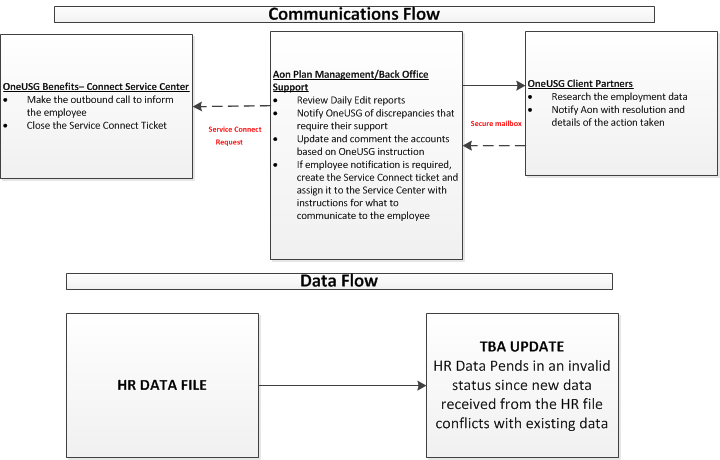 Communications Flow
OneUSG Benefits– Connect Service Center
• Make the outbound call to inform
the employee
• Close the Service Connect Ticket
Service Connect
Request
Aon Plan Management/Back Office
Support
• Review Daily Edit reports
• Notify OneUSG of discrepancies that
require their support
• Update and comment the accounts
based on OneUSG instruction
• If employee notification is required,
create the Service Connect ticket and
assign it to the Service Center with
instructions for what to
communicate to the employee
Secure mailbox
OneUSG Client Partners
• Research the employment data
• Notify Aon with resolution and
details of the action taken
Data Flow
HR DATA FILE
TBA UPDATE
HR Data Pends in an invalid
status since new data
received from the HR file
conflicts with existing data